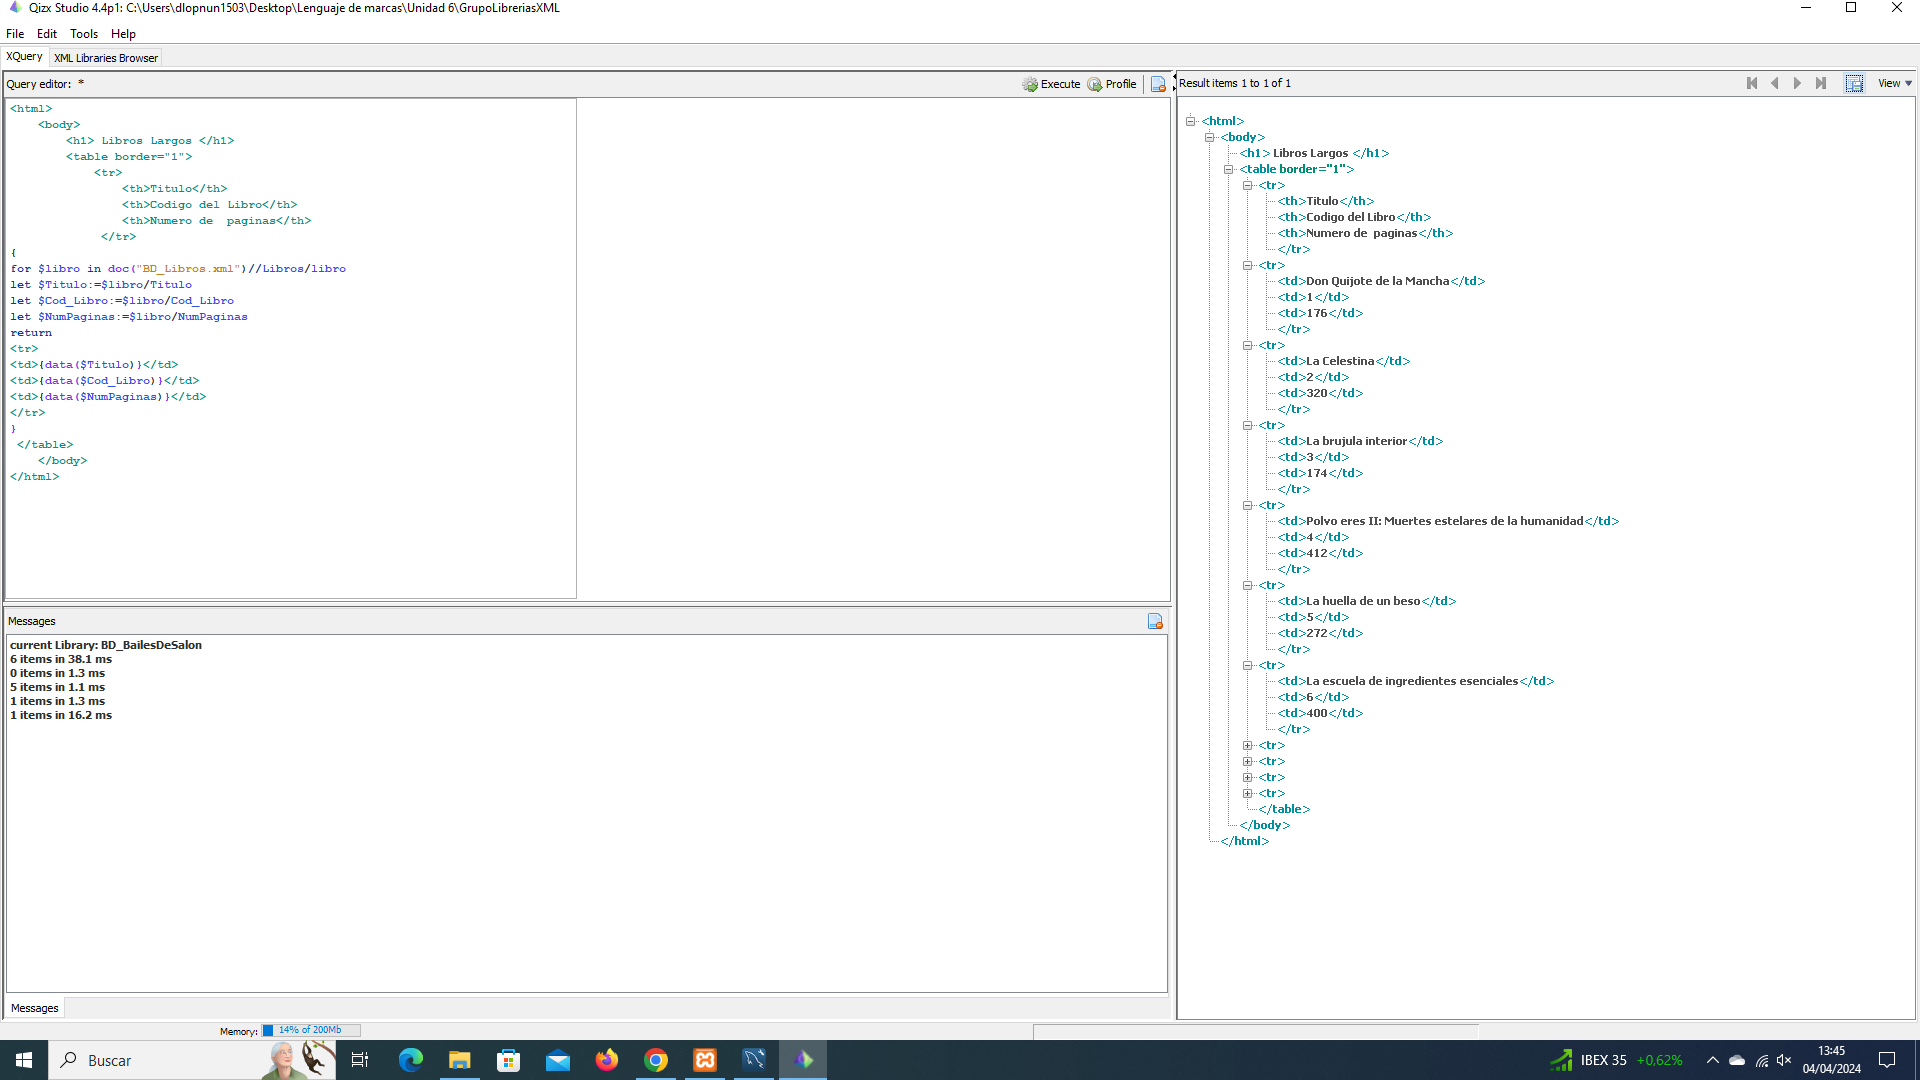 Qizx Studio 4.4p1: C:\Users\dlopnun1503\Desktop\Lenguaje de marcas\Unidad 6\GrupoLibreriasXML
File Edit Tools Help
XQuery XML Libraries Browser
Query editor: * Execute Profile
<html>
<body>
<h1> Libros Largos </h1>
<table border="1">
<tr>
<th>Titulo</th>
<th>Codigo del Libro</th>
<th>Numero de  paginas</th>
</tr>
{
for $libro in doc("BD_Libros.xml")//Libros/libro
let $Titulo:=$libro/Titulo
let $Cod_Libro:=$libro/Cod_Libro
let $NumPaginas:=$libro/NumPaginas
return
<tr>
<td>{data($Titulo)}</td>
<td>{data($Cod_Libro)}</td>
<td>{data($NumPaginas)}</td>
</tr>
}
</table>
</body>
</html>
Messages
current Library: BD_BailesDeSalon
6 items in 38.1 ms
0 items in 1.3 ms
5 items in 1.1 ms
1 items in 1.3 ms
1 items in 16.2 ms
Messages
Memory: 14% of 200Mb
Result items 1 to 1 of 1 View
<html>
<body>
<h1> Libros Largos </h1>
<table border="1">
<tr>
<th>Titulo</th>
<th>Codigo del Libro</th>
<th>Numero de  paginas</th>
</tr>
<tr>
<td>Don Quijote de la Mancha</td>
<td>1</td>
<td>176</td>
</tr>
<tr>
<td>La Celestina</td>
<td>2</td>
<td>320</td>
</tr>
<tr>
<td>La brujula interior</td>
<td>3</td>
<td>174</td>
</tr>
<tr>
<td>Polvo eres II: Muertes estelares de la humanidad</td>
<td>4</td>
<td>412</td>
</tr>
<tr>
<td>La huella de un beso</td>
<td>5</td>
<td>272</td>
</tr>
<tr>
<td>La escuela de ingredientes esenciales</td>
<td>6</td>
<td>400</td>
</tr>
<tr>
<tr>
<tr>
<tr>
</table>
</body>
</html>
Buscar
IBEX 35 +0,62%
13:45
04/04/2024